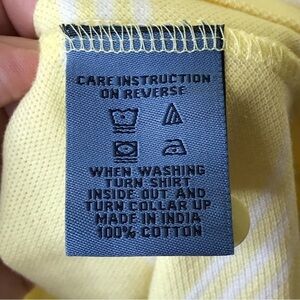 CARE INSTRUCTION
ON REVERSE
WHEN WASHING
TURN SHIRT
INSIDE OUT AND
TURN COLLAR UP
MADE IN INDIA
100% COTTON